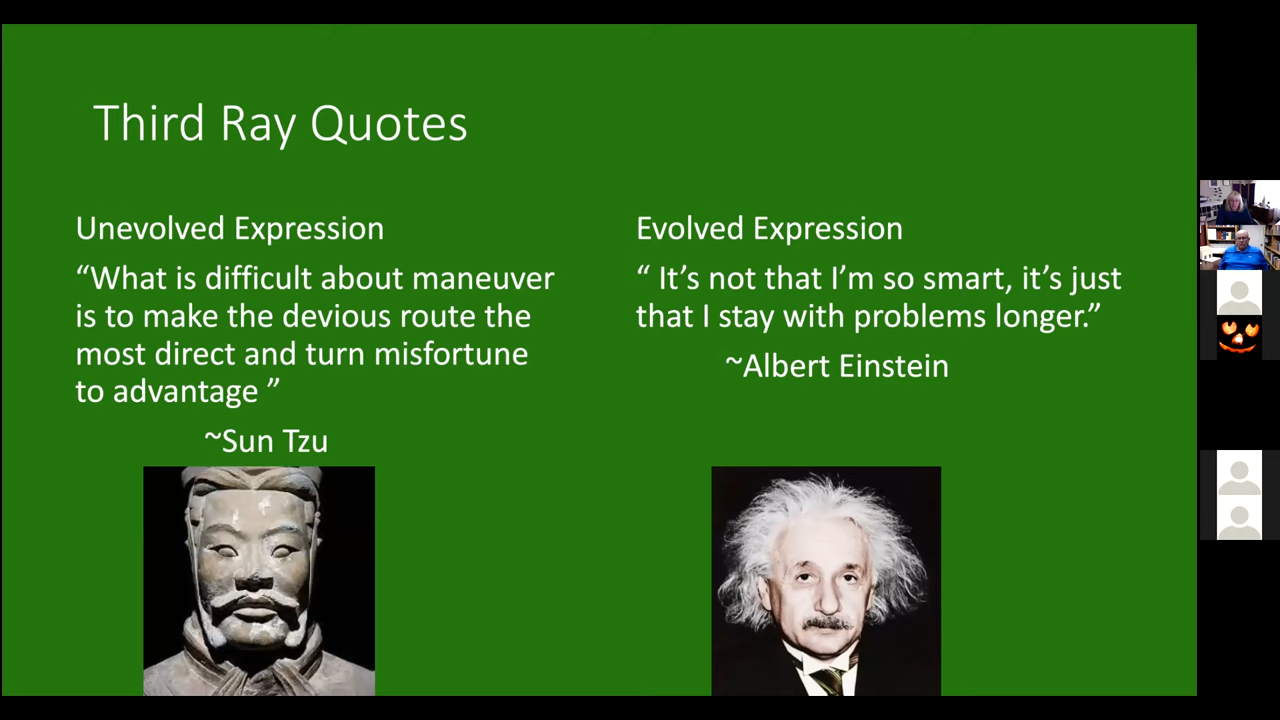 Third Ray Quotes
Unevolved Expression
“What is difficult about maneuver
is to make the devious route the
most direct and turn misfortune
to advantage ”
~Sun Tzu
Evolved Expression
“ It’s not that I’m so smart, it’s just
that I stay with problems longer.”
~Albert Einstein